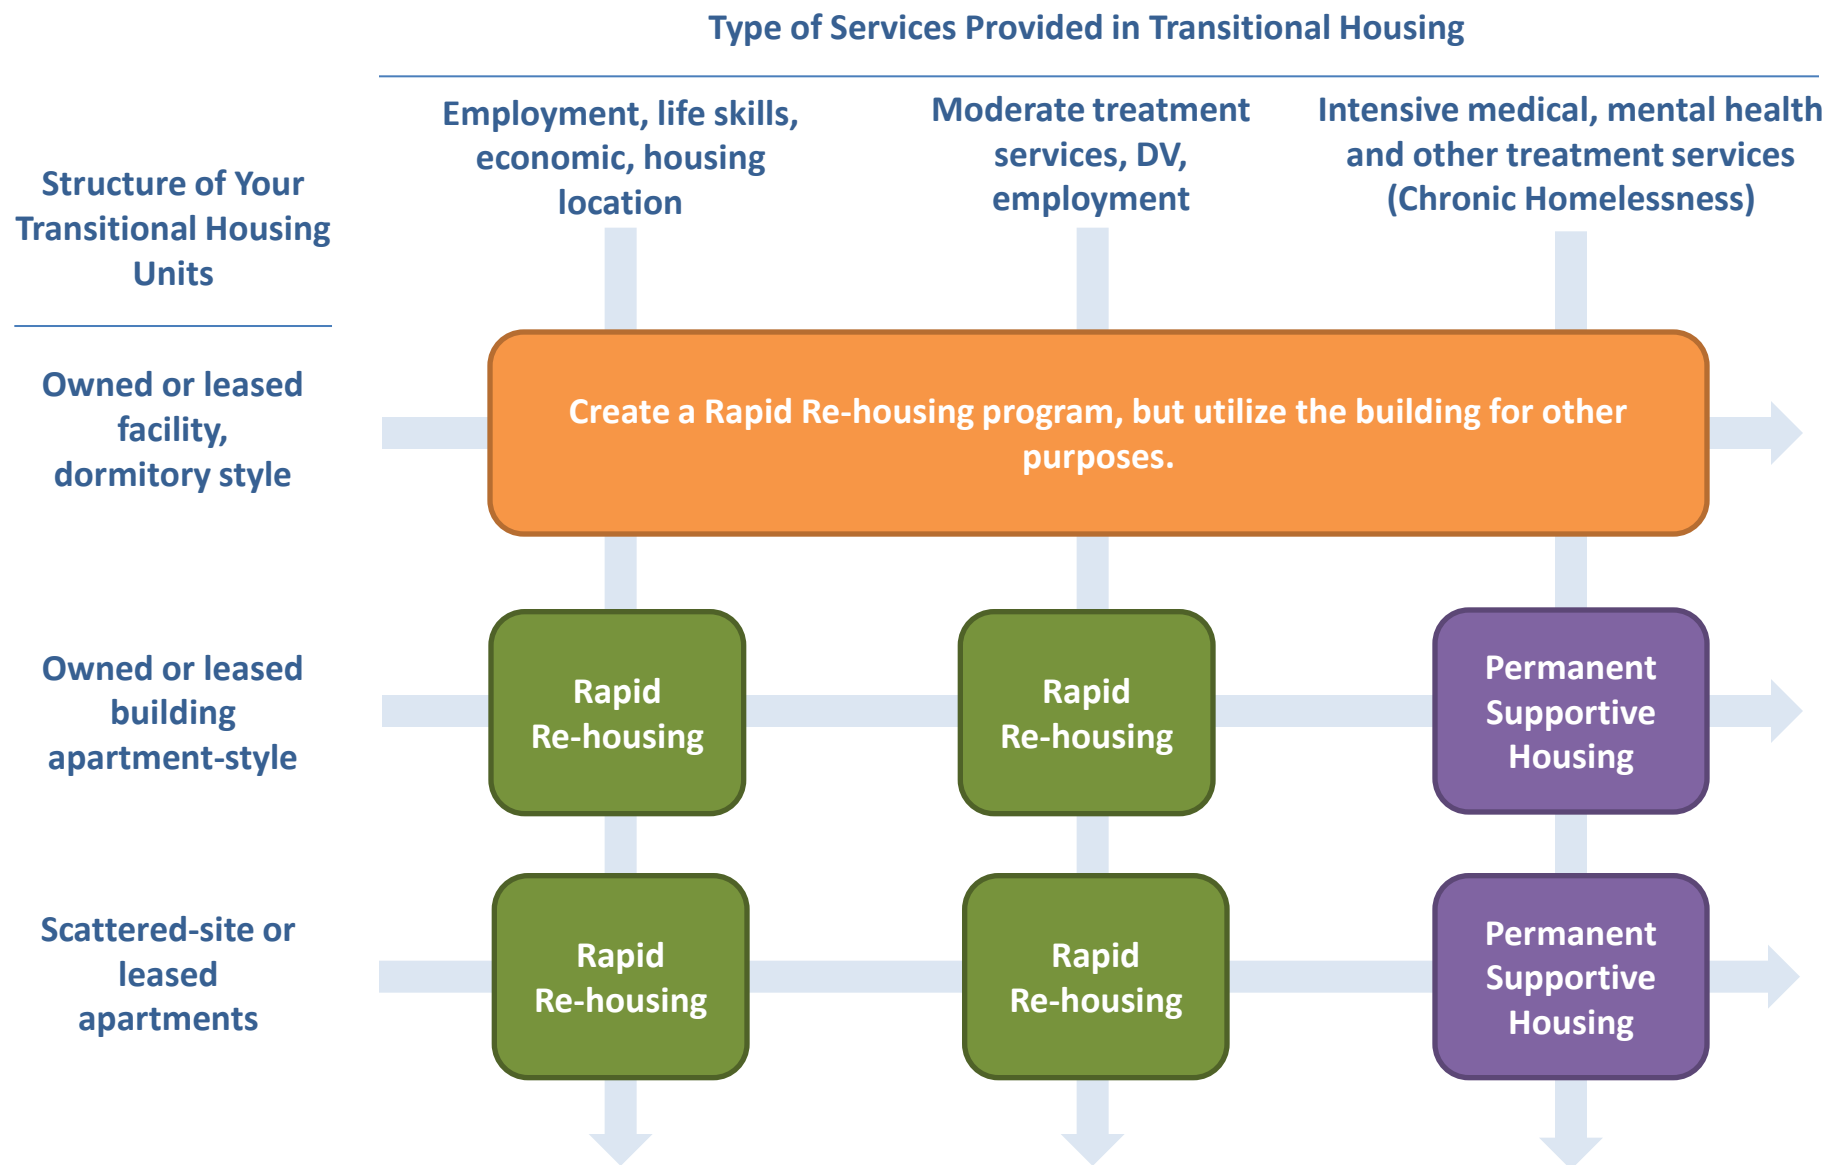 Type of Services Provided in Transitional Housing
Employment, life skills,
economic, housing
location
Moderate treatment
services, DV,
employment
Intensive medical, mental health
and other treatment services
(Chronic Homelessness)
Structure of Your
Transitional Housing
Units
Owned or leased
facility,
dormitory style
Create a Rapid Re-housing program, but utilize the building for other
purposes.
Owned or leased
building
apartment-style
Rapid
Re-housing
Rapid
Re-housing
Permanent
Supportive
Housing
Scattered-site or
leased
apartments
Rapid
Re-housing
Rapid
Re-housing
Permanent
Supportive
Housing